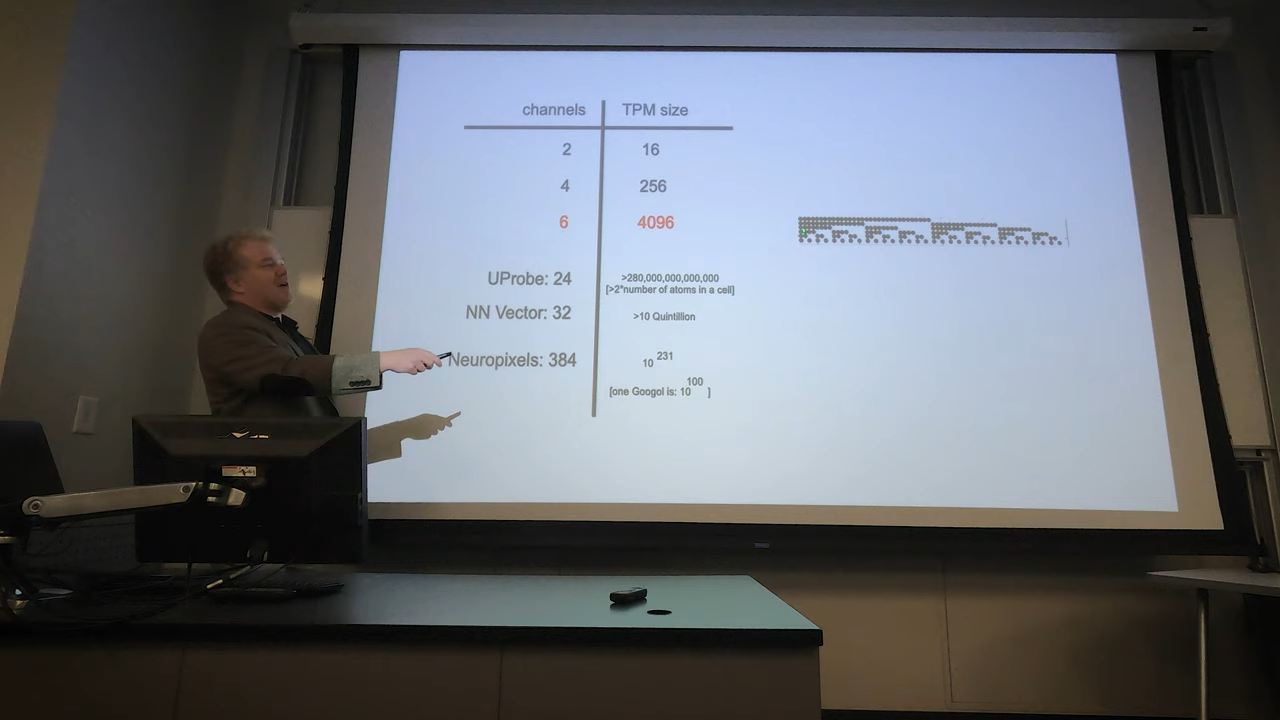 channels TPM size
2 16
4 256
6 4096
UProbe: 24 >280,000,000,000,000
[>2*number of atoms in a cell]
NN Vector: 32 >10 Quintillion
Neuropixels: 384 10^231
[one Googol is: 10^100 ]